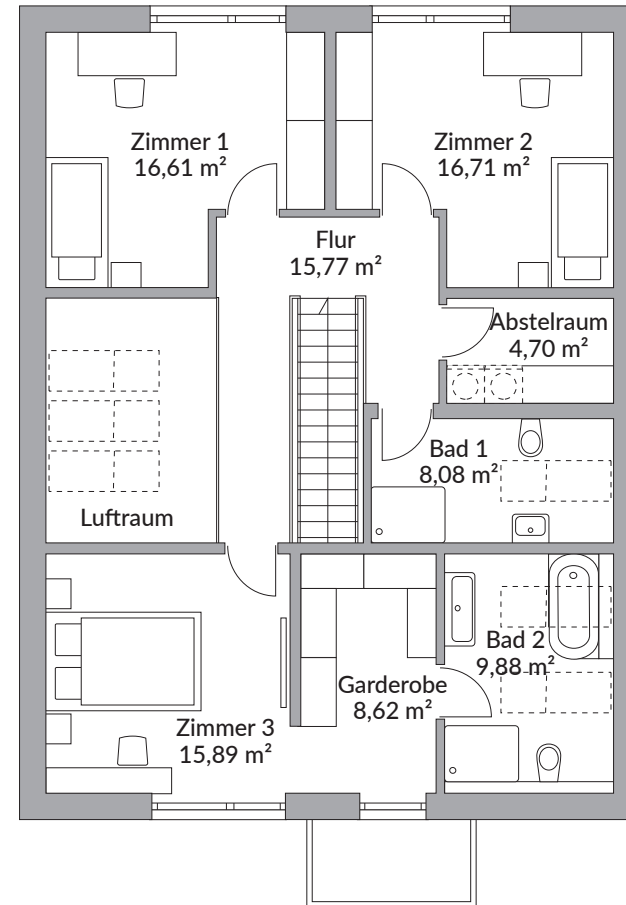 Zimmer 1
16,61 m²
Zimmer 2
16,71 m²
Flur
15,77 m²
Abstelraum
4,70 m²
Bad 1
8,08 m²
Luftraum
Bad 2
9,88 m²
Garderobe
8,62 m²
Zimmer 3
15,89 m²